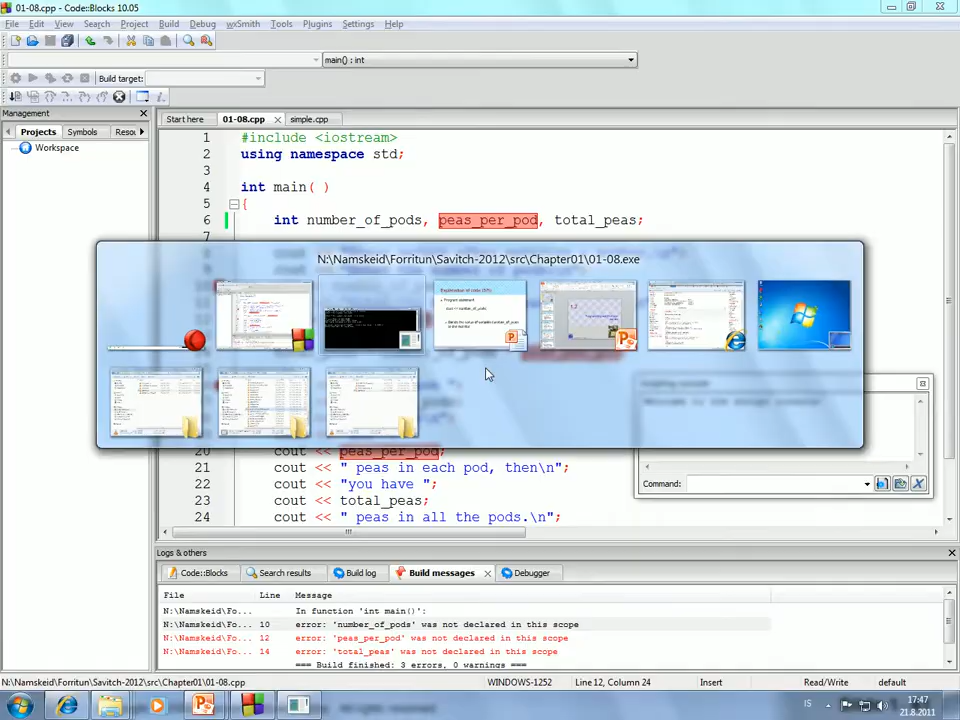 01-08.cpp - Code::Blocks 10.05
File Edit View Search Project Build Debug wxSmith Tools Plugins Settings Help
main() : int
Build target:
Management
Projects Symbols Resou
Workspace
Start here 01-08.cpp simple.cpp
1 #include <iostream>
2 using namespace std;
3
4 int main( )
5 {
6 int number_of_pods, peas_per_pod, total_peas;
7
N:\Namskeid\Forritun\Savitch-2012\src\Chapter01\01-08.exe
20 cout << peas_per_pod;
21 cout << " peas in each pod, then\n";
22 cout << "you have ";
23 cout << total_peas;
24 cout << " peas in all the pods.\n";
Command:
Logs & others
Code::Blocks Search results Build log Build messages Debugger
File Line Message
N:\Namskeid\Fo... In function 'int main()':
N:\Namskeid\Fo... 10 error: 'number_of_pods' was not declared in this scope
N:\Namskeid\Fo... 12 error: 'peas_per_pod' was not declared in this scope
N:\Namskeid\Fo... 14 error: 'total_peas' was not declared in this scope
=== Build finished: 3 errors, 0 warnings ===
N:\Namskeid\Forritun\Savitch-2012\src\Chapter01\01-08.cpp WINDOWS-1252 Line 12, Column 24 Insert Read/Write default
IS 17:47
21.8.2011